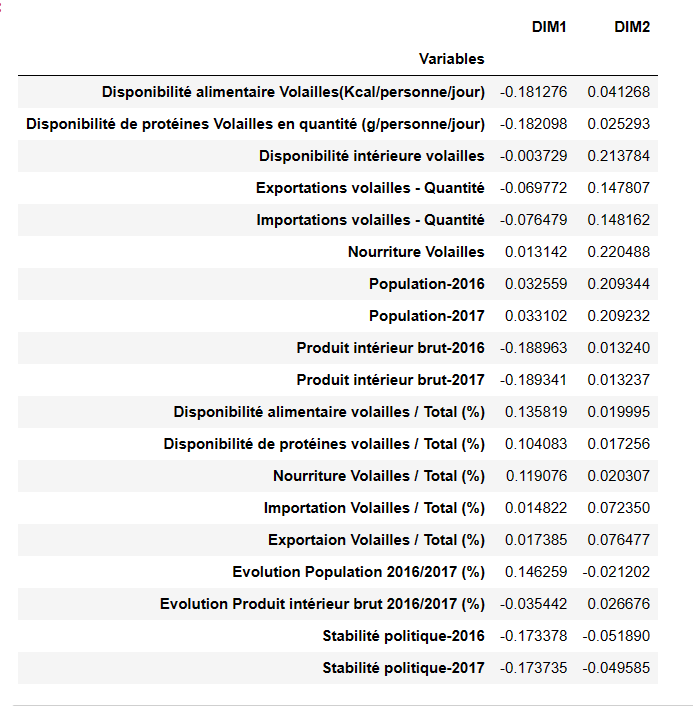 DIM1 DIM2
Variables
Disponibilité alimentaire Volailles(Kcal/personne/jour) -0.181276 0.041268
Disponibilité de protéines Volailles en quantité (g/personne/jour) -0.182098 0.025293
Disponibilité intérieure volailles -0.003729 0.213784
Exportations volailles - Quantité -0.069772 0.147807
Importations volailles - Quantité -0.076479 0.148162
Nourriture Volailles 0.013142 0.220488
Population-2016 0.032559 0.209344
Population-2017 0.033102 0.209232
Produit intérieur brut-2016 -0.188963 0.013240
Produit intérieur brut-2017 -0.189341 0.013237
Disponibilité alimentaire volailles / Total (%) 0.135819 0.019995
Disponibilité de protéines volailles / Total (%) 0.104083 0.017256
Nourriture Volailles / Total (%) 0.119076 0.020307
Importation Volailles / Total (%) 0.014822 0.072350
Exportaion Volailles / Total (%) 0.017385 0.076477
Evolution Population 2016/2017 (%) 0.146259 -0.021202
Evolution Produit intérieur brut 2016/2017 (%) -0.035442 0.026676
Stabilité politique-2016 -0.173378 -0.051890
Stabilité politique-2017 -0.173735 -0.049585